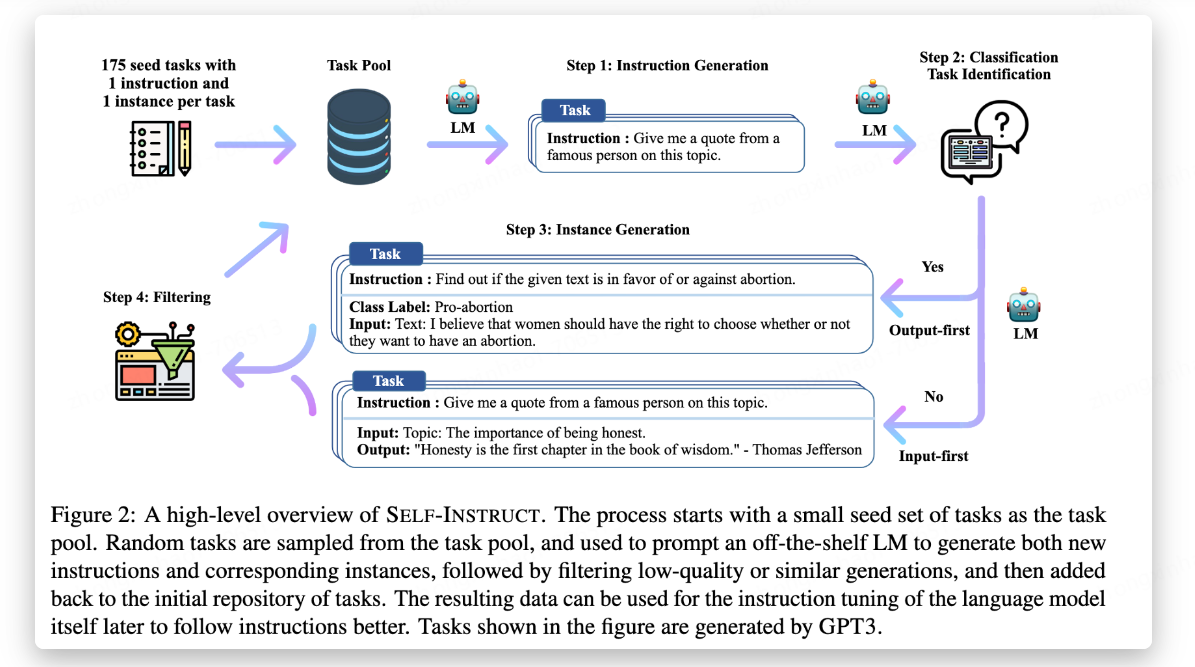 175 seed tasks with
1 instruction and
1 instance per task
Task Pool
LM
Step 1: Instruction Generation
Task
Instruction : Give me a quote from a
famous person on this topic.
LM
Step 2: Classification
Task Identification
Step 3: Instance Generation
Task
Instruction : Find out if the given text is in favor of or against abortion.
Class Label: Pro-abortion
Input: Text: I believe that women should have the right to choose whether or not
they want to have an abortion.
Yes
Output-first
LM
Task
Instruction : Give me a quote from a famous person on this topic.
Input: Topic: The importance of being honest.
Output: "Honesty is the first chapter in the book of wisdom." - Thomas Jefferson
No
Input-first
Step 4: Filtering
Figure 2: A high-level overview of SELF-INSTRUCT. The process starts with a small seed set of tasks as the task
pool. Random tasks are sampled from the task pool, and used to prompt an off-the-shelf LM to generate both new
instructions and corresponding instances, followed by filtering low-quality or similar generations, and then added
back to the initial repository of tasks. The resulting data can be used for the instruction tuning of the language model
itself later to follow instructions better. Tasks shown in the figure are generated by GPT3.